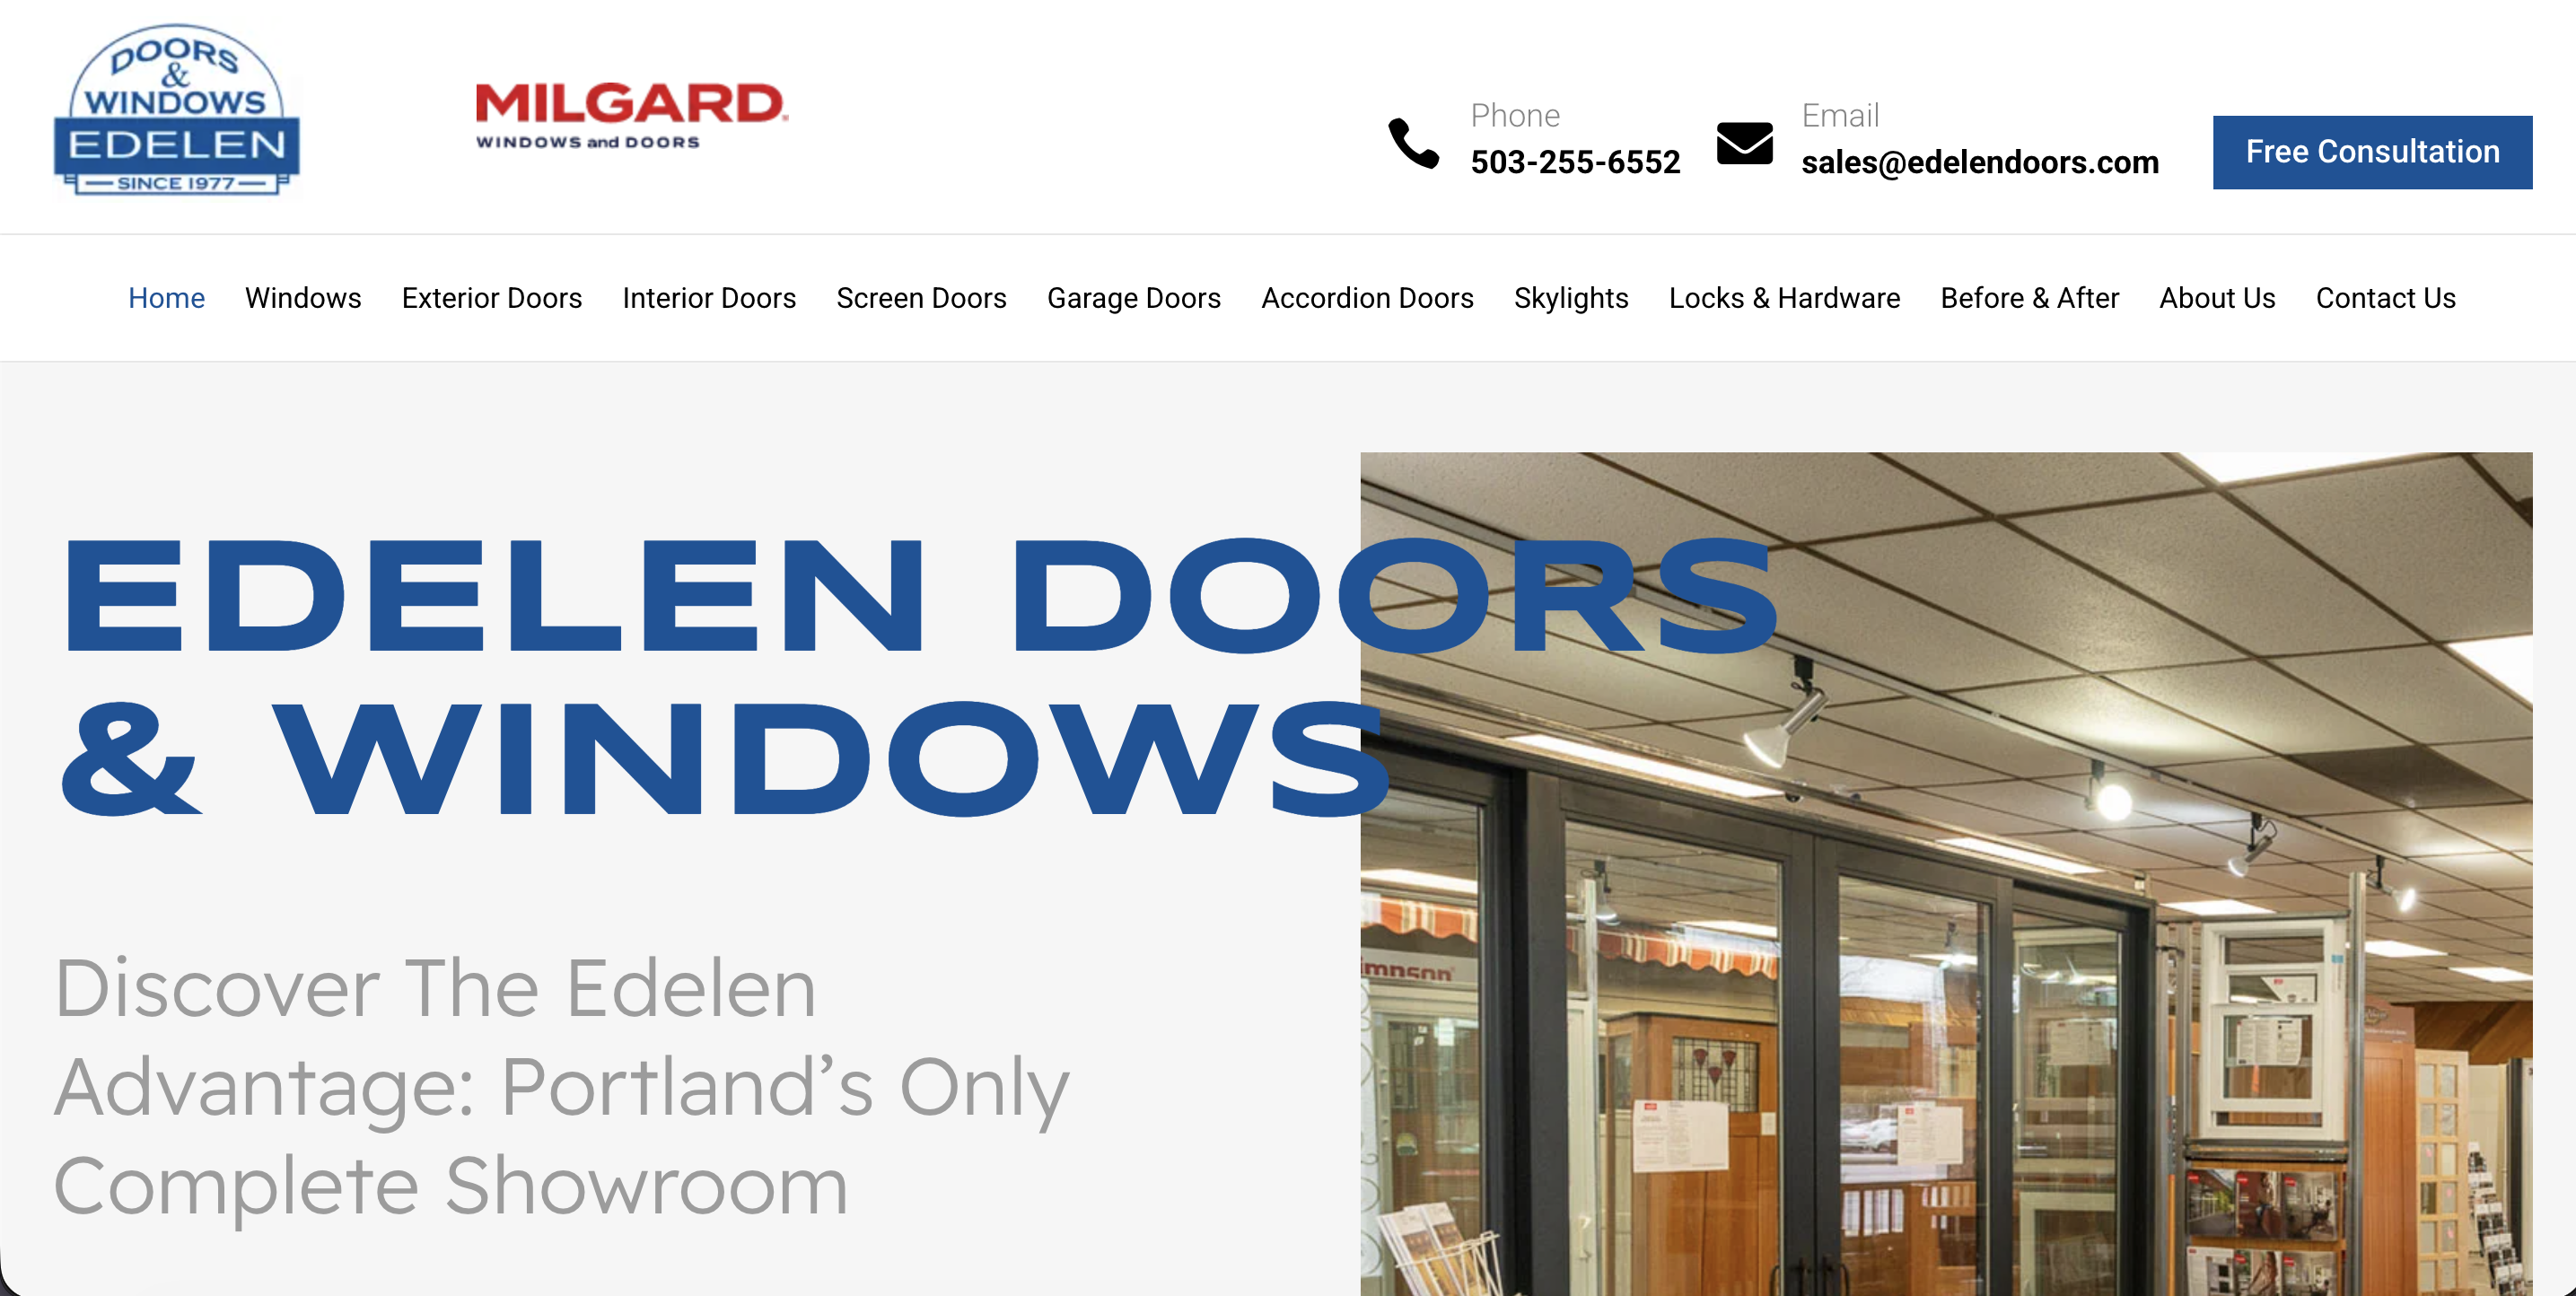 DOORS
&
WINDOWS
EDELEN
SINCE 1977
MILGARD
WINDOWS and DOORS
Phone
503-255-6552
Email
sales@edelendoors.com
Free Consultation
Home Windows Exterior Doors Interior Doors Screen Doors Garage Doors Accordion Doors Skylights Locks & Hardware Before & After About Us Contact Us
EDELEN DOORS
& WINDOWS
Discover The Edelen
Advantage: Portland’s Only
Complete Showroom